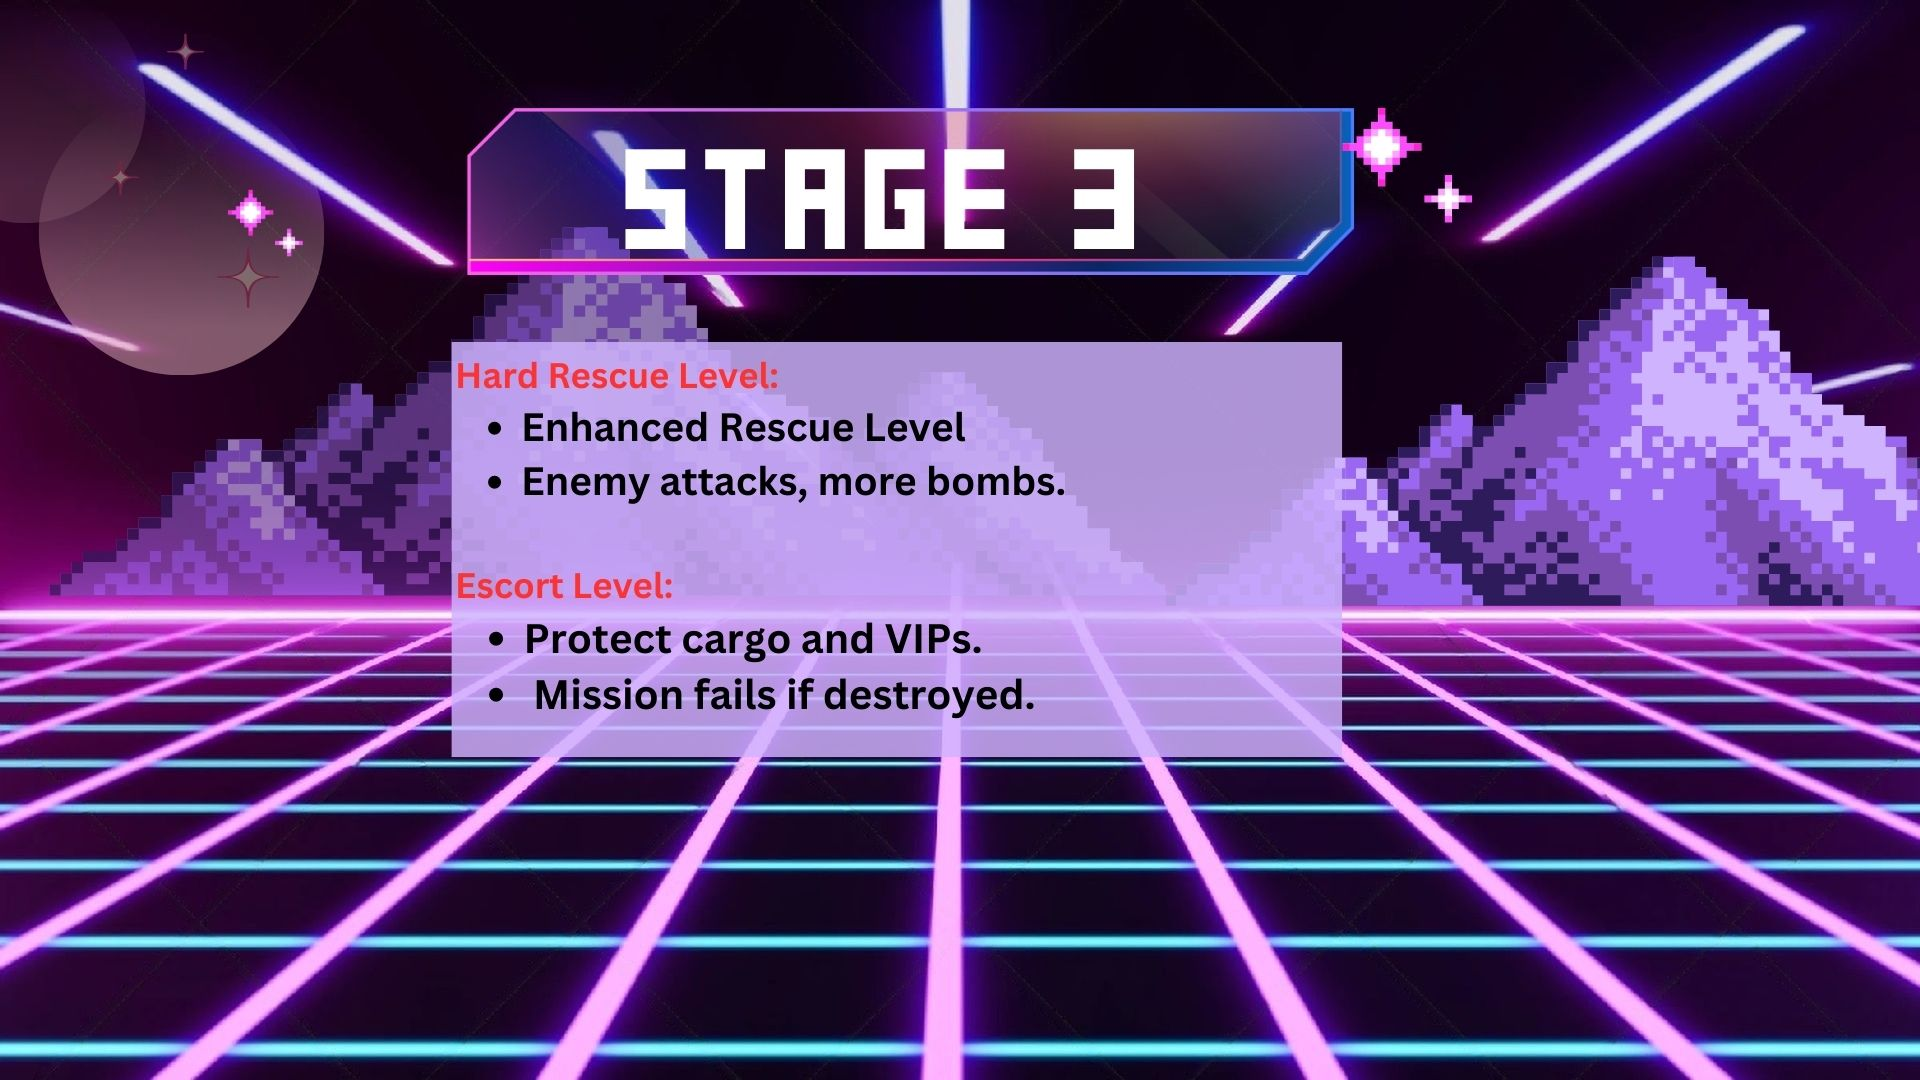 STAGE 3
Hard Rescue Level:
• Enhanced Rescue Level
• Enemy attacks, more bombs.
Escort Level:
• Protect cargo and VIPs.
• Mission fails if destroyed.